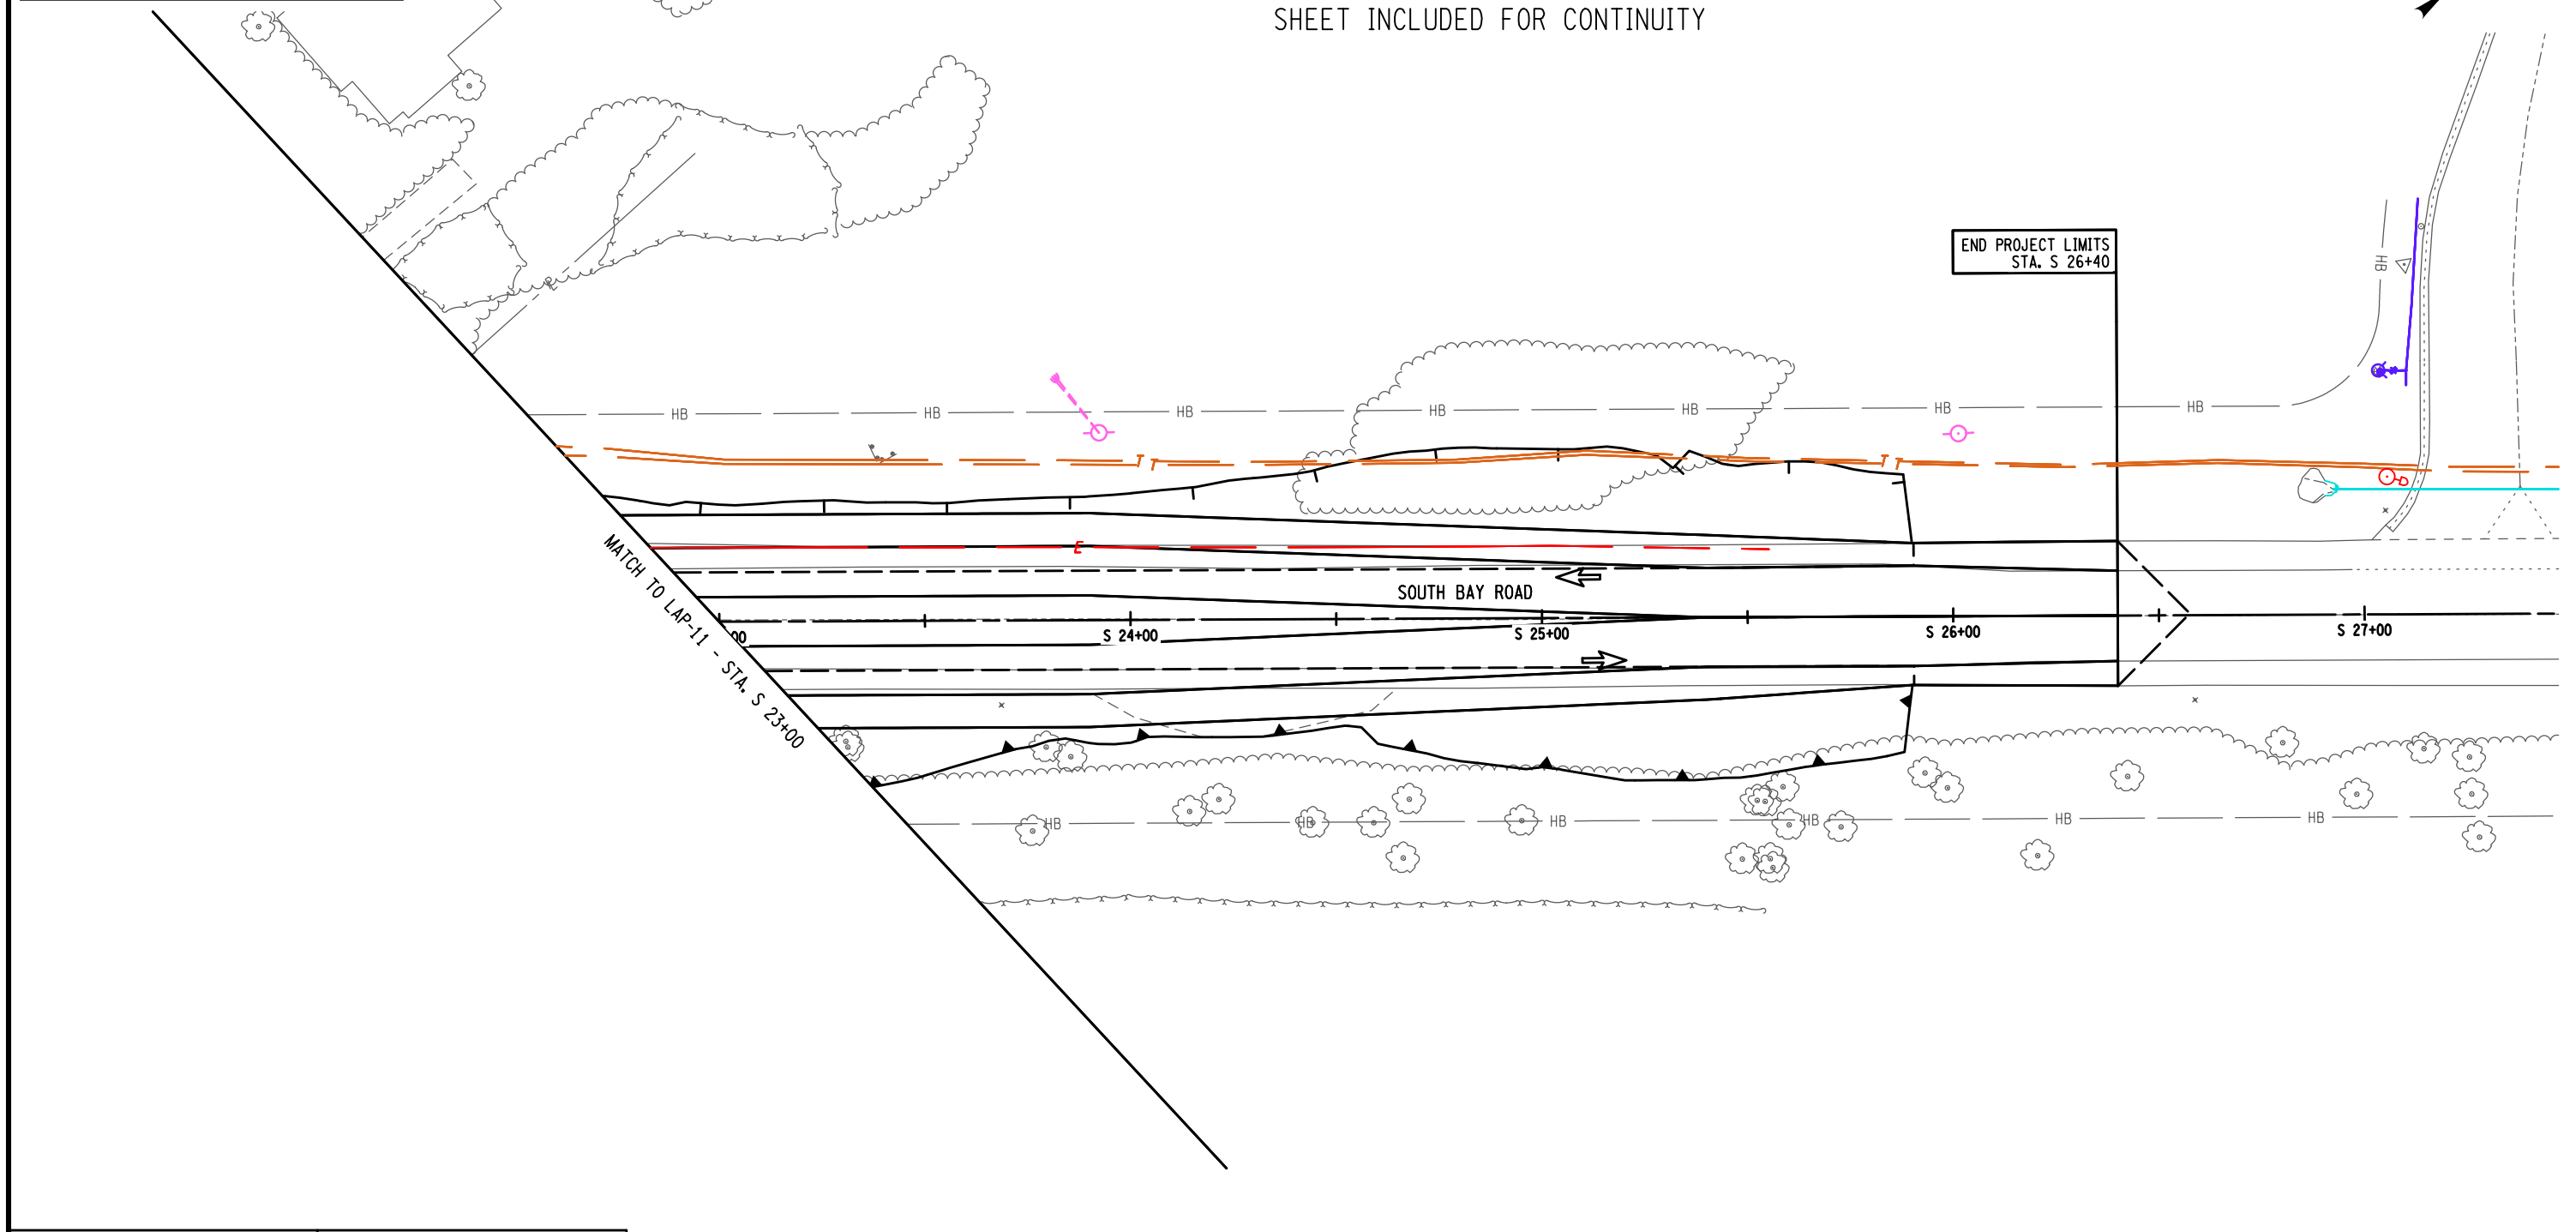 SHEET INCLUDED FOR CONTINUITY
END PROJECT LIMITS
STA. S 26+40
HB
HB HB HB HB HB HB HB
T T T T
E
MATCH TO LAP-11 - STA. S 23+00
SOUTH BAY ROAD
00 S 24+00 S 25+00 S 26+00 S 27+00
HB HB HB HB HB HB